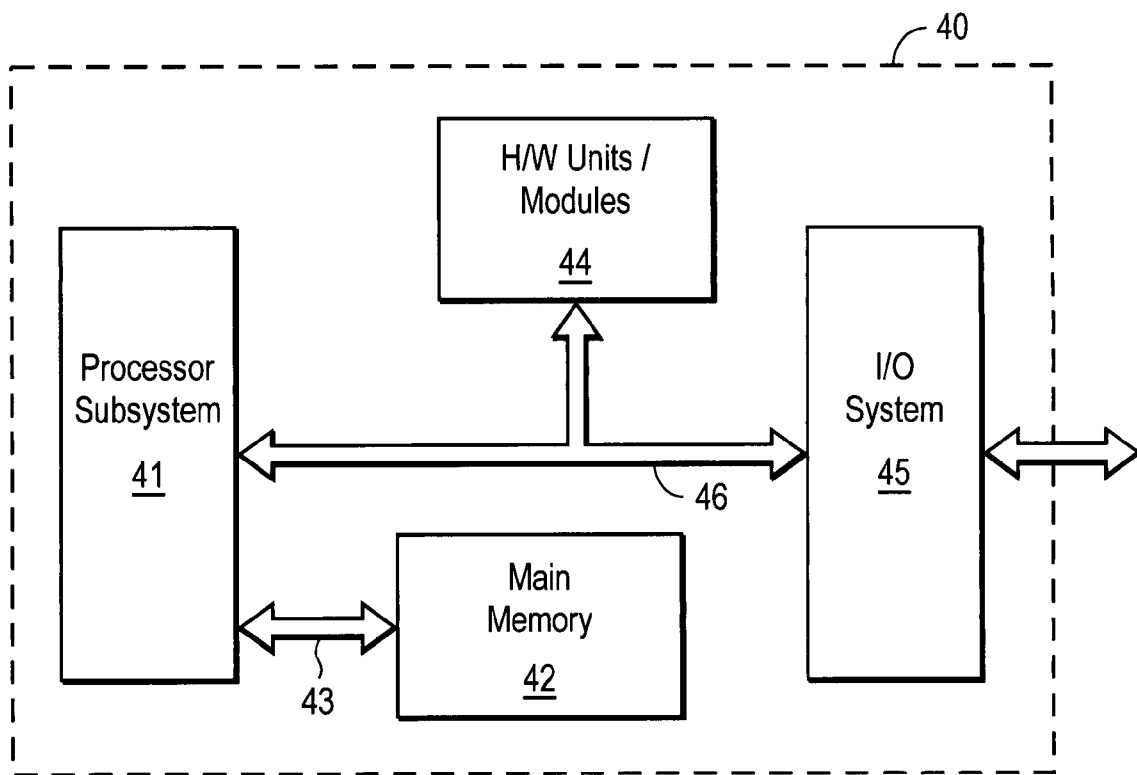 40
H/W Units /
Modules
44
Processor
Subsystem
41
I/O
System
45
46
Main
Memory
42
43